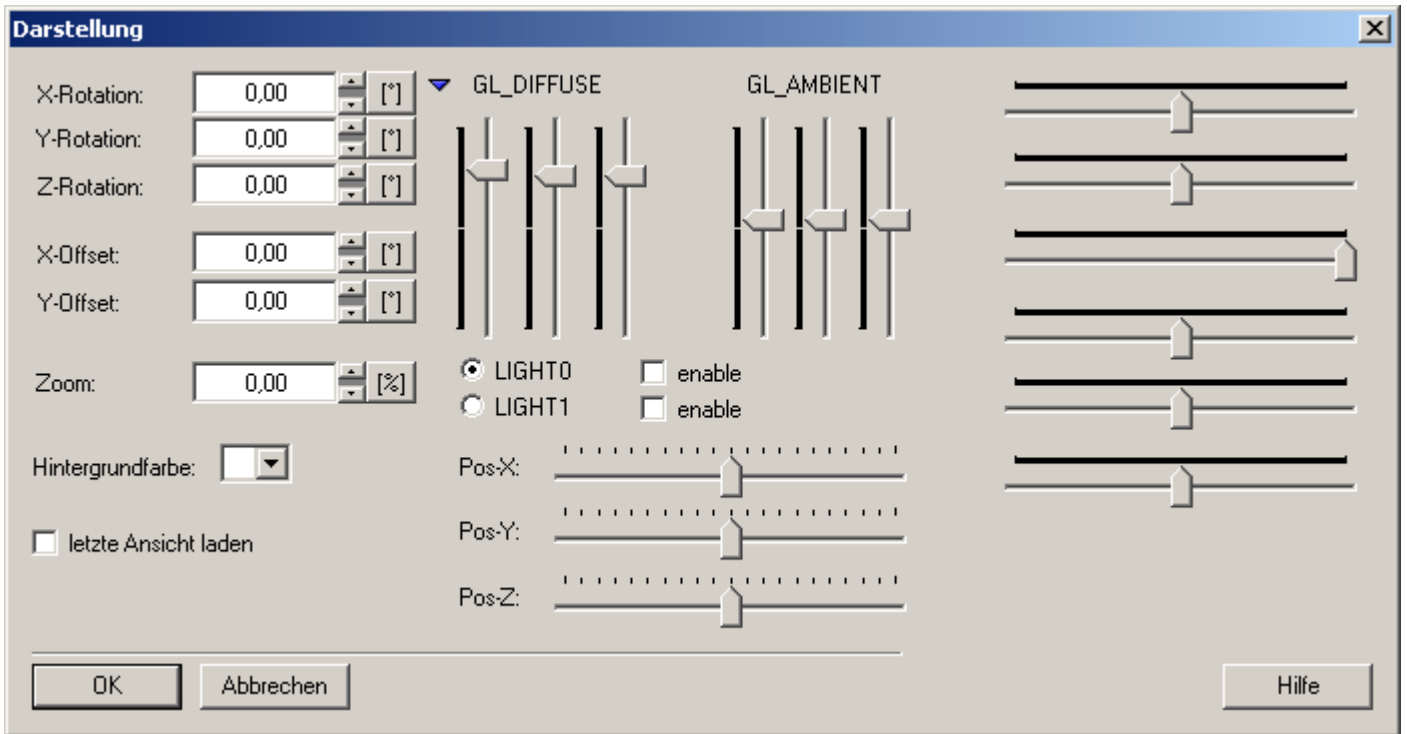 Darstellung
X-Rotation: 0,00 [°]
Y-Rotation: 0,00 [°]
Z-Rotation: 0,00 [°]
X-Offset: 0,00 [°]
Y-Offset: 0,00 [°]
Zoom: 0,00 [%]
Hintergrundfarbe:
letzte Ansicht laden
GL_DIFFUSE GL_AMBIENT
LIGHT0 enable
LIGHT1 enable
Pos-X:
Pos-Y:
Pos-Z:
OK Abbrechen Hilfe